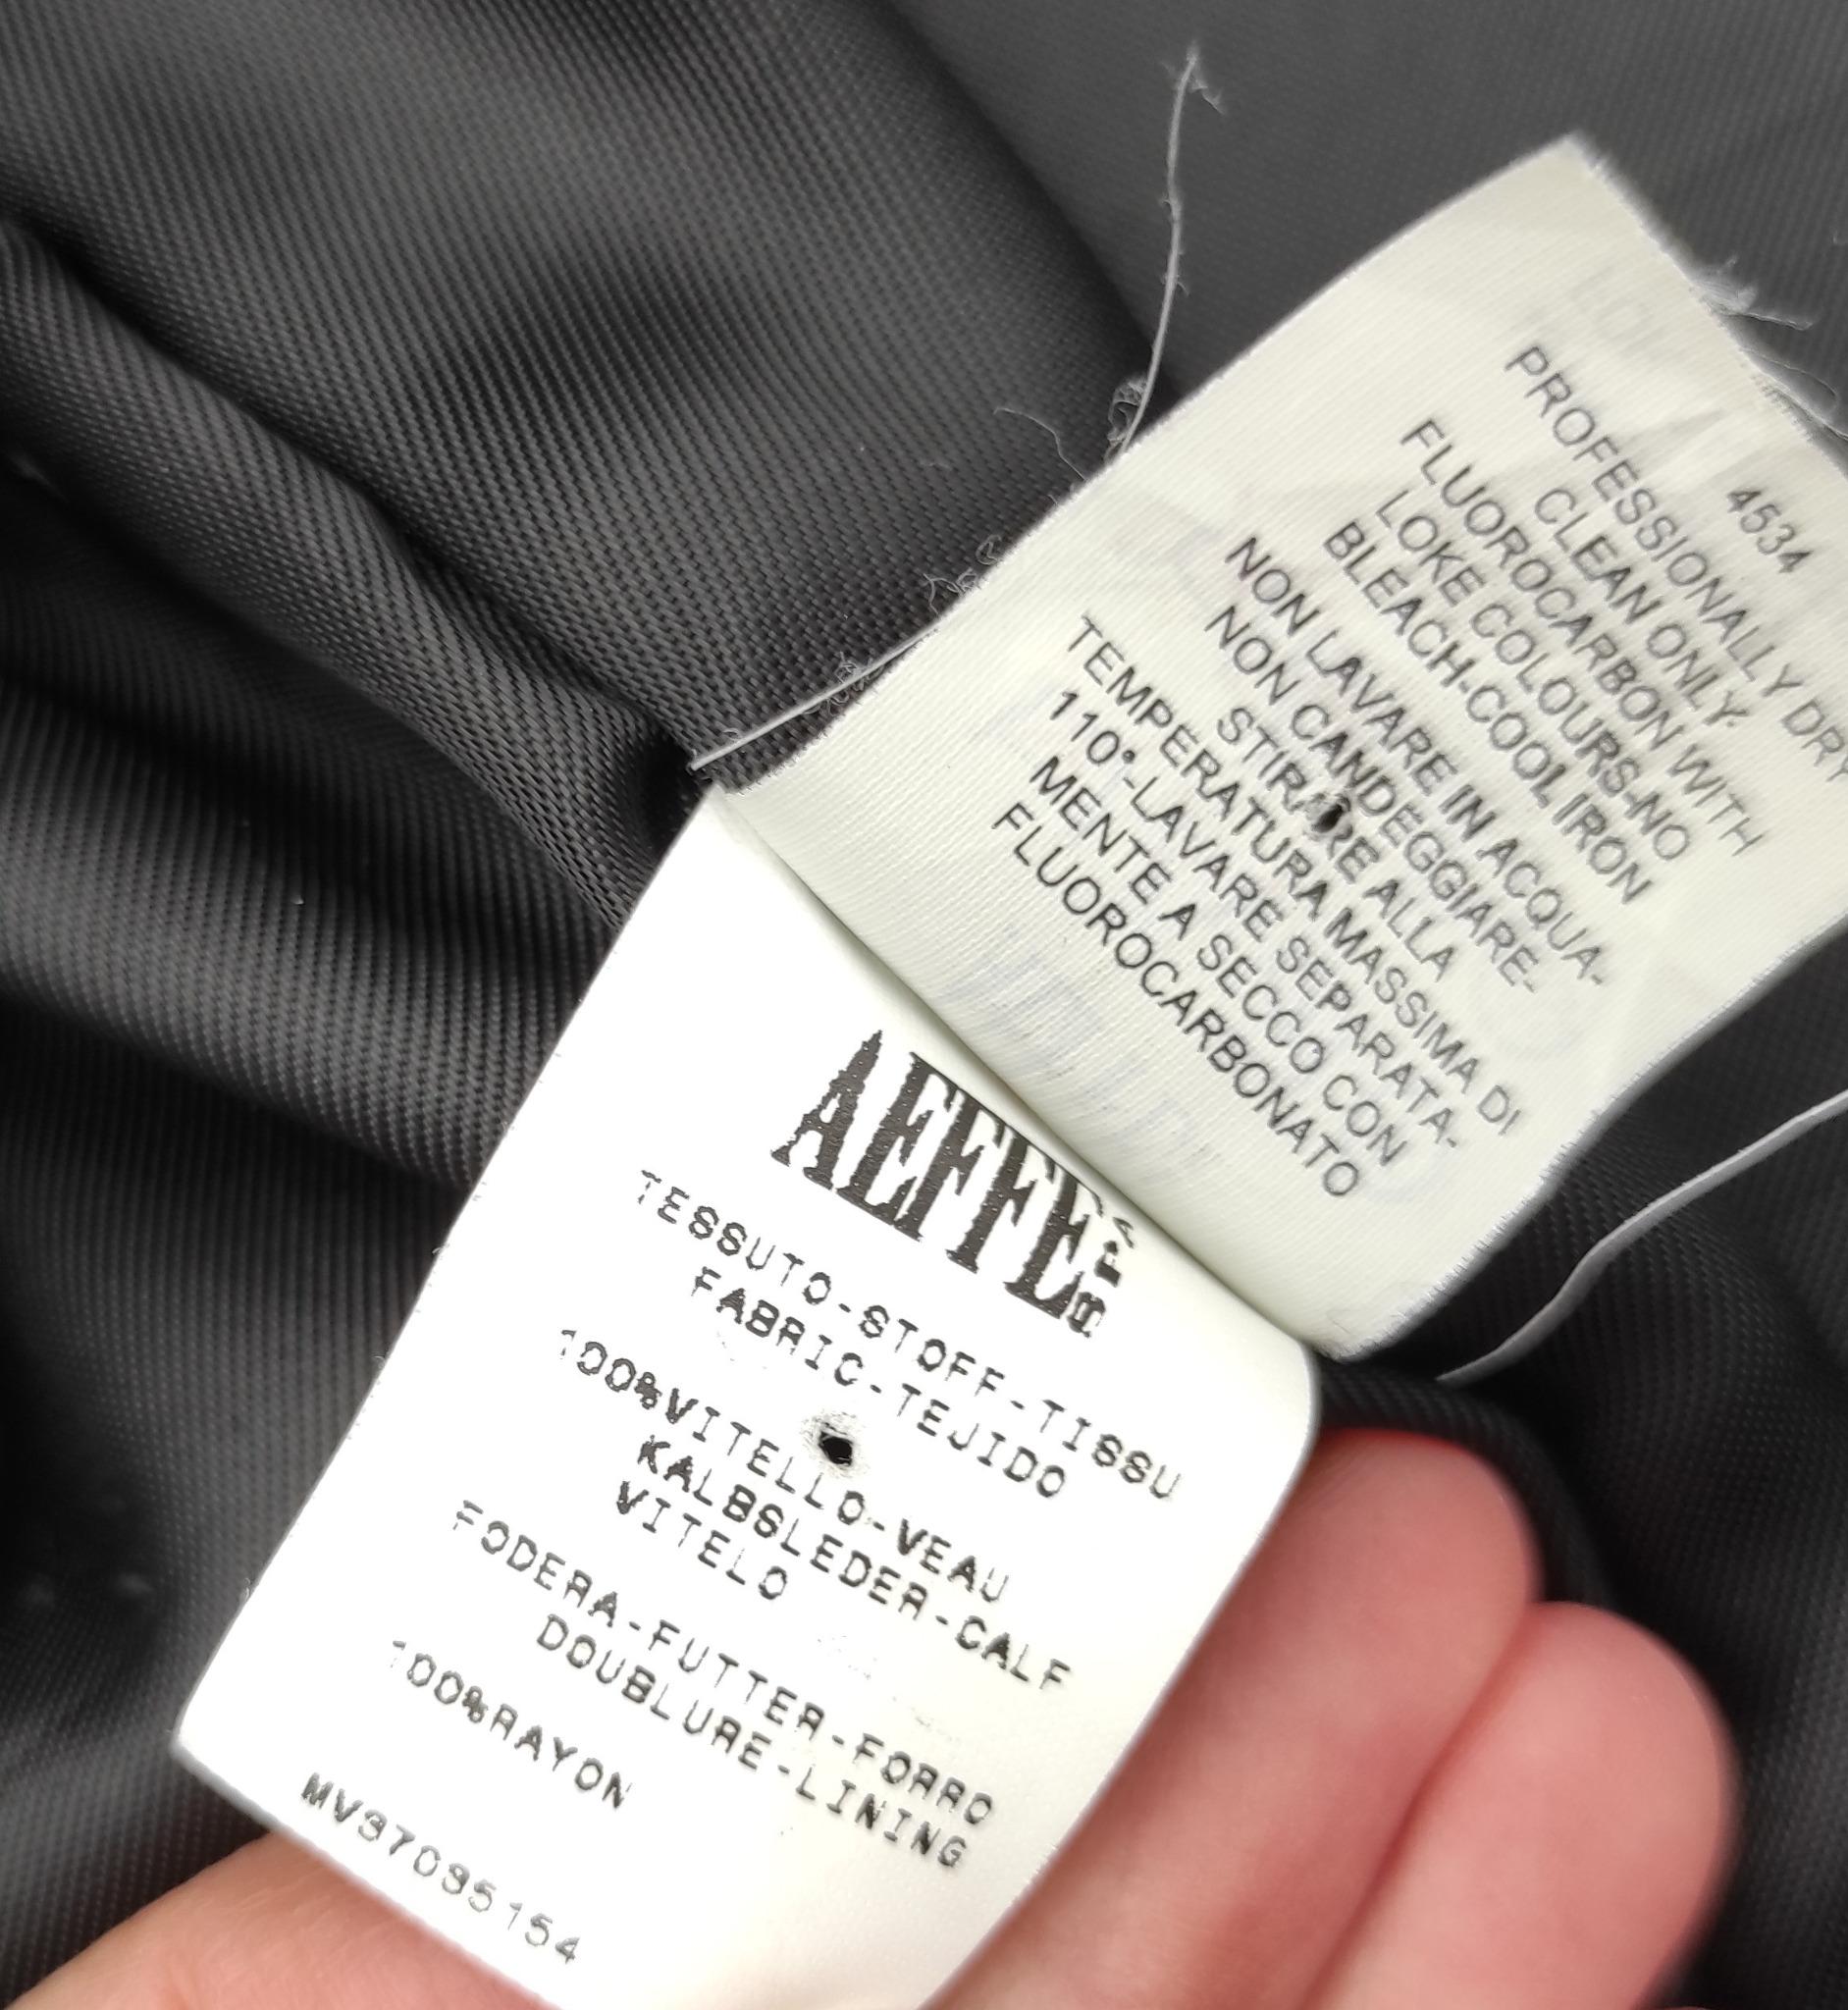 4534
PROFESSIONALLY DRY
CLEAN ONLY-
FLUOROCARBON WITH
LOKE COLOURS-NO
BLEACH-COOL IRON
NON LAVARE IN ACQUA-
NON CANDEGGIARE-
STIRARE ALLA
TEMPERATURA MASSIMA DI
110°-LAVARE SEPARATA-
MENTE A SECCO CON
FLUOROCARBONATO
AEFFE SPA
TESSUTO-STOFF-TISSU
FABRIC-TEJIDO
100%VITELLO-VEAU
KALBSLEDER-CALF
VITELO
FODERA-FUTTER-FORRO
DOUBLURE-LINING
100%RAYON
MV37035154